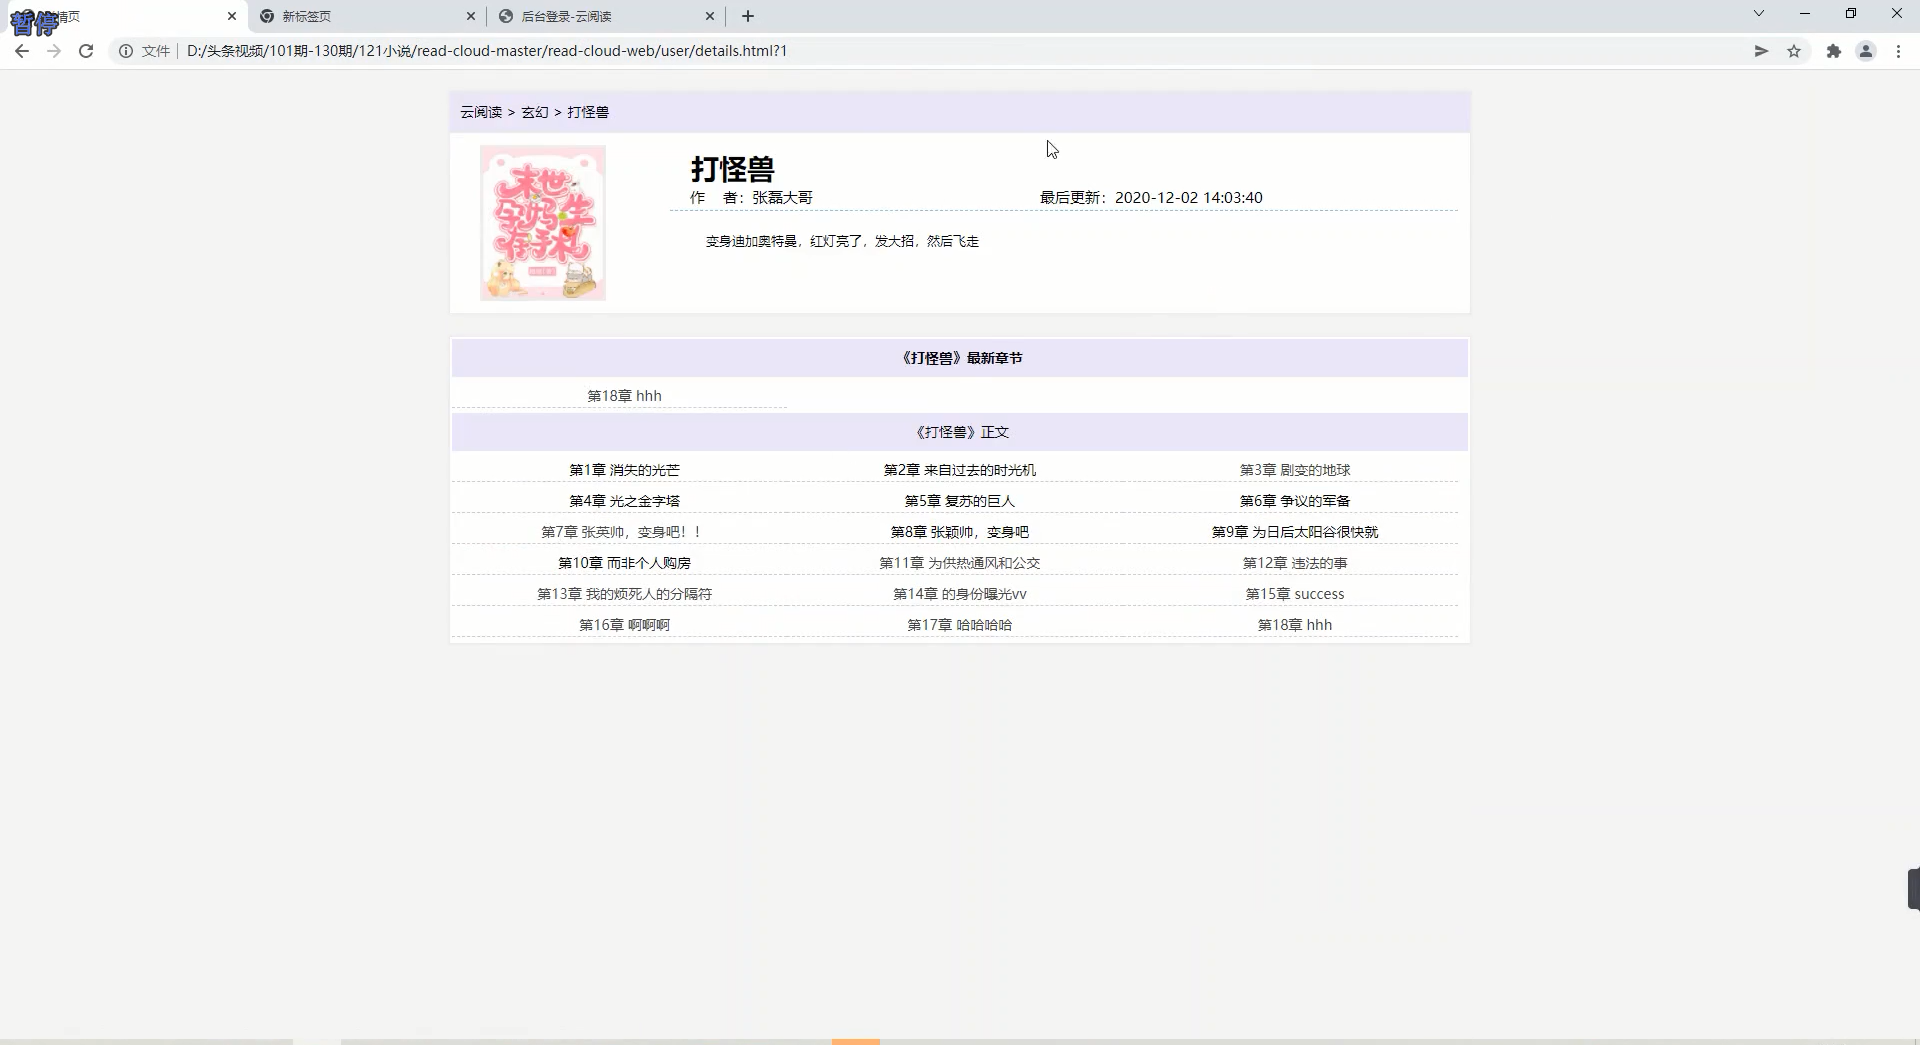 暂停 情页
新标签页
后台登录-云阅读
文件
D:/头条视频/101期-130期/121小说/read-cloud-master/read-cloud-web/user/details.html?1
云阅读 > 玄幻 > 打怪兽
末世
孕妈生
存手札
打怪兽
作 者：张磊大哥
最后更新：2020-12-02 14:03:40
变身迪加奥特曼，红灯亮了，发大招，然后飞走
《打怪兽》最新章节
第18章 hhh
《打怪兽》正文
第1章 消失的光芒
第2章 来自过去的时光机
第3章 剧变的地球
第4章 光之金字塔
第5章 复苏的巨人
第6章 争议的军备
第7章 张英帅，变身吧！！
第8章 张颖帅，变身吧
第9章 为日后太阳谷很快就
第10章 而非个人购房
第11章 为供热通风和公交
第12章 违法的事
第13章 我的烦死人的分隔符
第14章 的身份曝光vv
第15章 success
第16章 啊啊啊
第17章 哈哈哈哈
第18章 hhh